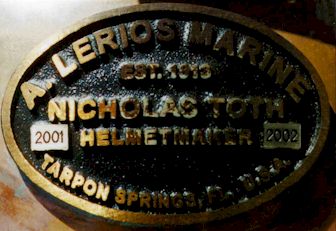 A. LERIOS MARINE
EST. 1913
NICHOLAS TOTH
2001 HELMETMAKER 2002
TARPON SPRINGS, FL., U.S.A.